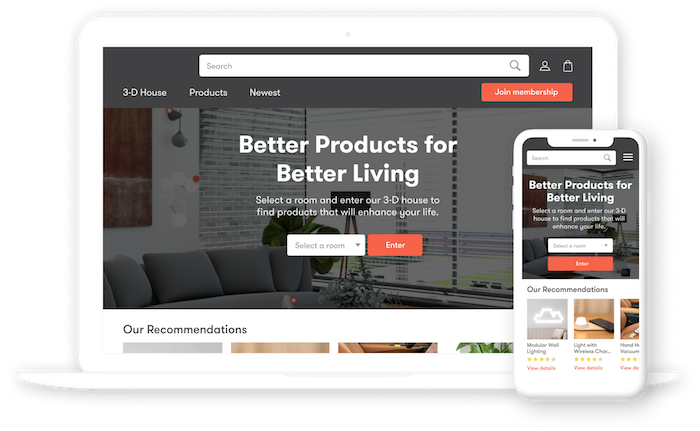 Search
3-D House Products Newest Join membership
Better Products for
Better Living
Select a room and enter our 3-D house to
find products that will enhance your life.
Select a room Enter
Our Recommendations
Search
Better Products for
Better Living
Select a room and enter our 3-D
house to find products that will
enhance your life.
Select a room
Enter
Our Recommendations
Modular Wall Light with Hand H
Lighting Wireless Char... Vacuum
View details View details View de